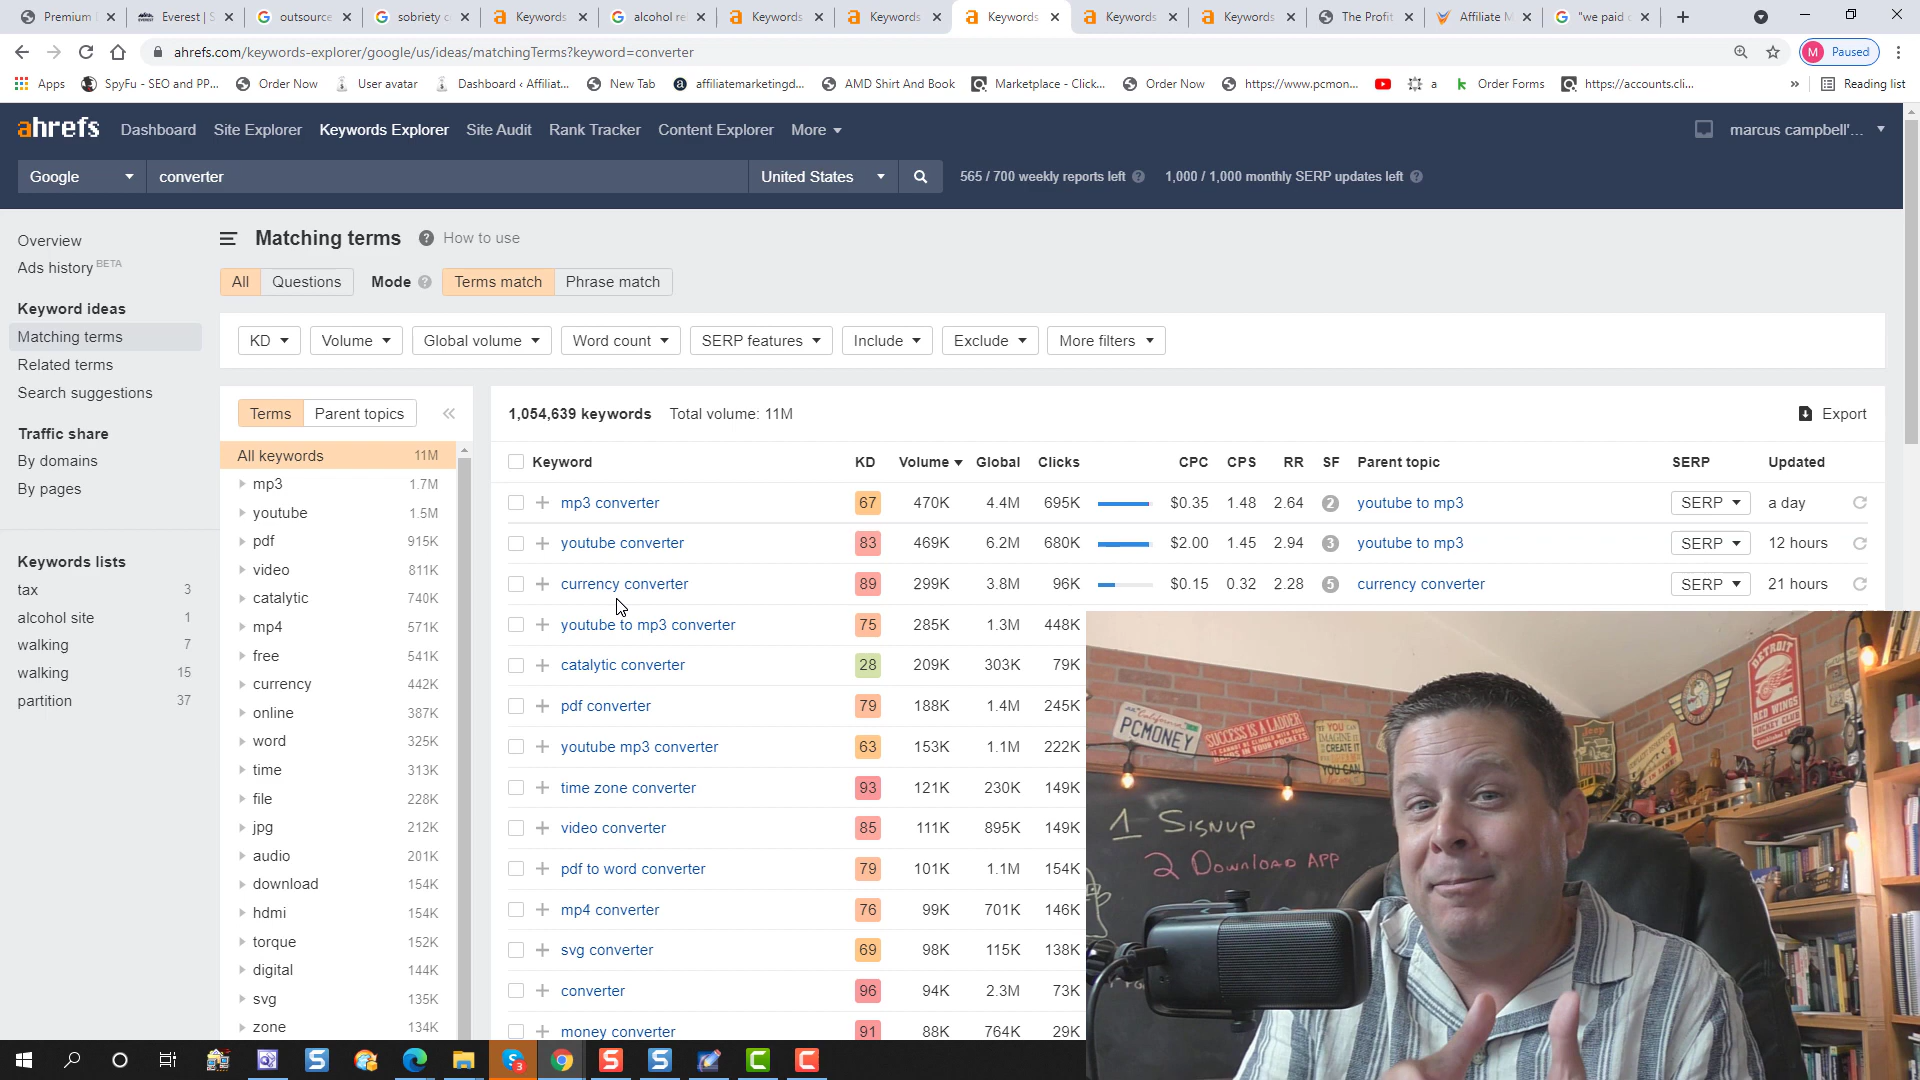 Premium
Everest | S
outsource
sobriety c
Keywords
alcohol re
Keywords
Keywords
Keywords
Keywords
Keywords
The Profit
Affiliate M
"we paid
ahrefs.com/keywords-explorer/google/us/ideas/matchingTerms?keyword=converter
M Paused
Apps
SpyFu - SEO and PP...
Order Now
User avatar
Dashboard ‹ Affiliat...
New Tab
affiliatemarketingd...
AMD Shirt And Book
Marketplace - Click...
Order Now
https://www.pcmon...
a
Order Forms
https://accounts.cli...
» Reading list
ahrefs Dashboard Site Explorer Keywords Explorer Site Audit Rank Tracker Content Explorer More
marcus campbell'...
Google converter United States 565 / 700 weekly reports left 1,000 / 1,000 monthly SERP updates left
Overview
Ads history BETA
Keyword ideas
Matching terms
Related terms
Search suggestions
Traffic share
By domains
By pages
Keywords lists
tax 3
alcohol site 1
walking 7
walking 15
partition 37
Matching terms ? How to use
All Questions Mode ? Terms match Phrase match
KD Volume Global volume Word count SERP features Include Exclude More filters
Terms Parent topics «
All keywords 11M
mp3 1.7M
youtube 1.5M
pdf 915K
video 811K
catalytic 740K
mp4 571K
free 541K
currency 442K
online 387K
word 325K
time 313K
file 228K
jpg 212K
audio 201K
download 154K
hdmi 154K
torque 152K
digital 144K
svg 135K
zone 134K
1,054,639 keywords Total volume: 11M Export
Keyword KD Volume Global Clicks CPC CPS RR SF Parent topic SERP Updated
mp3 converter 67 470K 4.4M 695K $0.35 1.48 2.64 2 youtube to mp3 SERP a day
youtube converter 83 469K 6.2M 680K $2.00 1.45 2.94 3 youtube to mp3 SERP 12 hours
currency converter 89 299K 3.8M 96K $0.15 0.32 2.28 5 currency converter SERP 21 hours
youtube to mp3 converter 75 285K 1.3M 448K
catalytic converter 28 209K 303K 79K
pdf converter 79 188K 1.4M 245K
youtube mp3 converter 63 153K 1.1M 222K
time zone converter 93 121K 230K 149K
video converter 85 111K 895K 149K
pdf to word converter 79 101K 1.1M 154K
mp4 converter 76 99K 701K 146K
svg converter 69 98K 115K 138K
converter 96 94K 2.3M 73K
money converter 91 88K 764K 29K
California
PCMONEY
SUCCESS IS A LADDER
IF YOU CAN
IMAGINE IT
CREATE IT
YOU CAN
DETROIT
RED WINGS
HOCKEY CLUB
Jeep
WILLYS
1 SIGNUP
2 DOWNLOAD APP
3